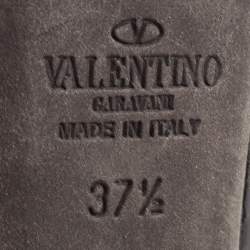 VALENTINO
GARAVANI
MADE IN ITALY
37½